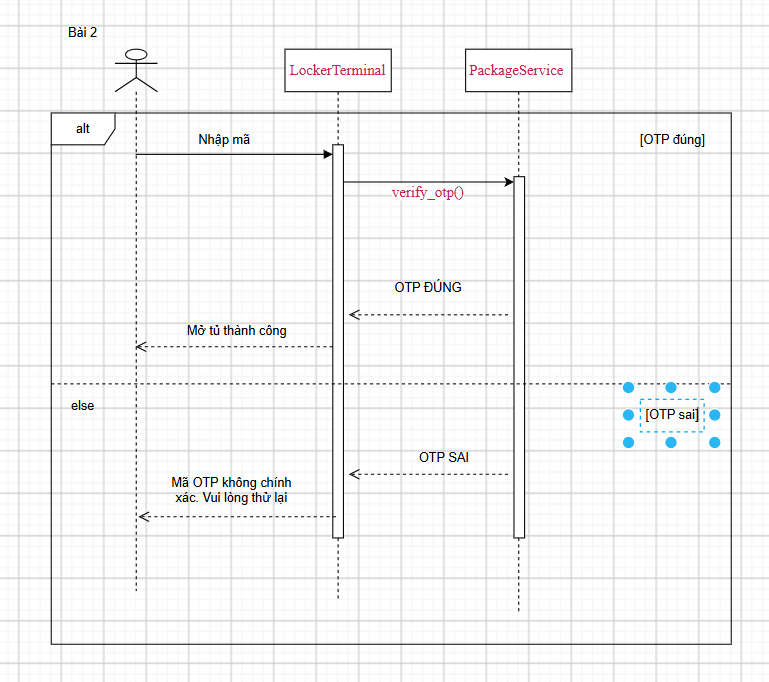 Bài 2
LockerTerminal
PackageService
alt
Nhập mã
[OTP đúng]
verify_otp()
OTP ĐÚNG
Mở tủ thành công
else
[OTP sai]
OTP SAI
Mã OTP không chính
xác. Vui lòng thử lại